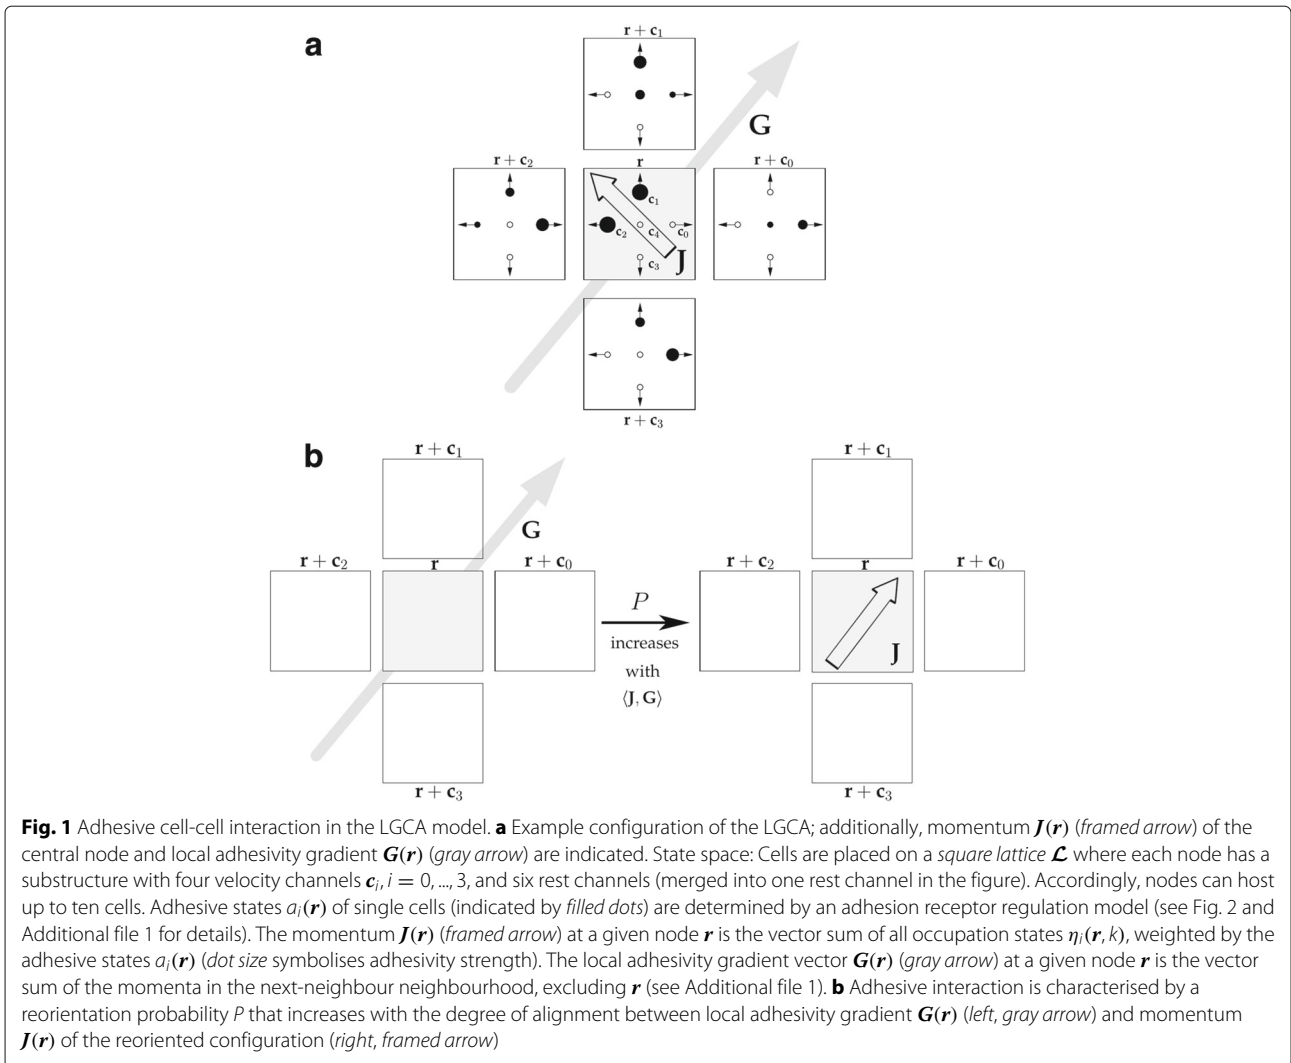 a
r + c₁
G
r + c₂
r
r + c₀
c₁
c₂
c₄
c₀
c₃
J
r + c₃
b
r + c₁
r + c₁
G
r + c₂
r
r + c₀
r + c₂
r
r + c₀
P
increases
with
⟨J, G⟩
J
r + c₃
r + c₃
Fig. 1 Adhesive cell-cell interaction in the LGCA model. a Example configuration of the LGCA; additionally, momentum J(r) (framed arrow) of the
central node and local adhesivity gradient G(r) (gray arrow) are indicated. State space: Cells are placed on a square lattice 𝓛 where each node has a
substructure with four velocity channels cᵢ, i = 0, ..., 3, and six rest channels (merged into one rest channel in the figure). Accordingly, nodes can host
up to ten cells. Adhesive states aᵢ(r) of single cells (indicated by filled dots) are determined by an adhesion receptor regulation model (see Fig. 2 and
Additional file 1 for details). The momentum J(r) (framed arrow) at a given node r is the vector sum of all occupation states ηᵢ(r, k), weighted by the
adhesive states aᵢ(r) (dot size symbolises adhesivity strength). The local adhesivity gradient vector G(r) (gray arrow) at a given node r is the vector
sum of the momenta in the next-neighbour neighbourhood, excluding r (see Additional file 1). b Adhesive interaction is characterised by a
reorientation probability P that increases with the degree of alignment between local adhesivity gradient G(r) (left, gray arrow) and momentum
J(r) of the reoriented configuration (right, framed arrow)